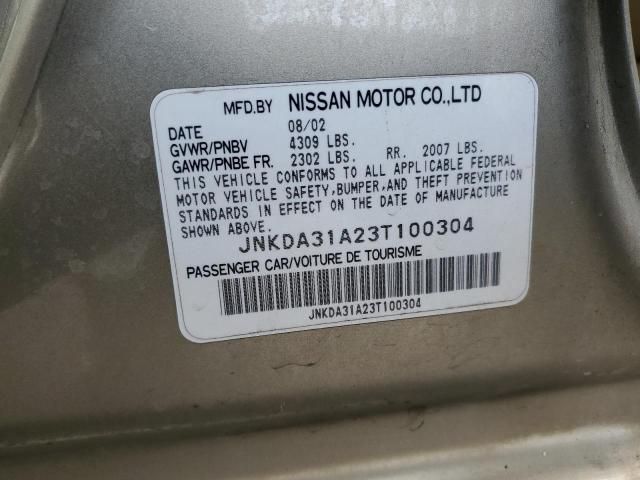 MFD.BY NISSAN MOTOR CO.,LTD
DATE 08/02
GVWR/PNBV 4309 LBS.
GAWR/PNBE FR. 2302 LBS. RR. 2007 LBS.
THIS VEHICLE CONFORMS TO ALL APPLICABLE FEDERAL
MOTOR VEHICLE SAFETY,BUMPER,AND THEFT PREVENTION
STANDARDS IN EFFECT ON THE DATE OF MANUFACTURE
SHOWN ABOVE.
JNKDA31A23T100304
PASSENGER CAR/VOITURE DE TOURISME
JNKDA31A23T100304